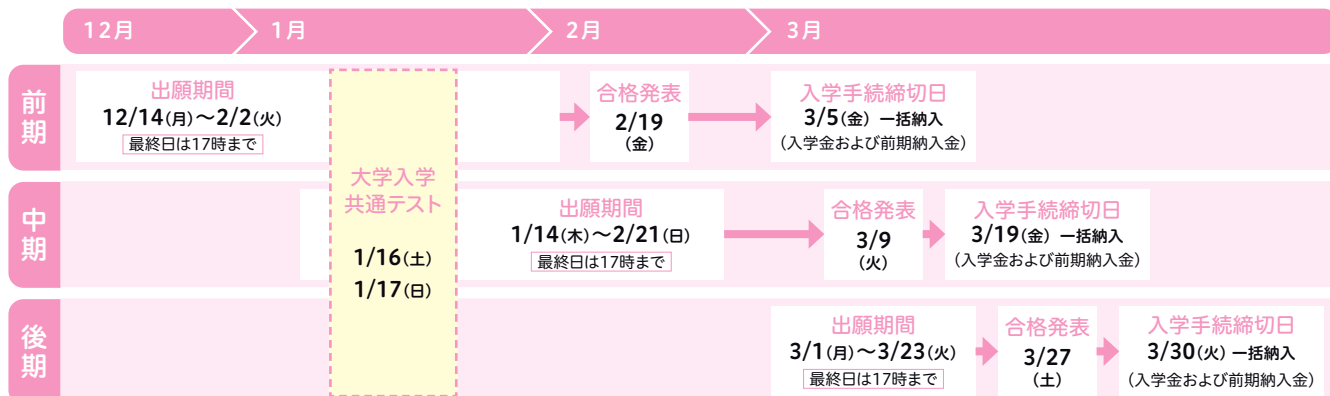 12月
1月
2月
3月
前期
出願期間
12/14(月)〜2/2(火)
最終日は17時まで
合格発表
2/19
(金)
入学手続締切日
3/5(金) 一括納入
(入学金および前期納入金)
大学入学
共通テスト
1/16(土)
1/17(日)
中期
出願期間
1/14(木)〜2/21(日)
最終日は17時まで
合格発表
3/9
(火)
入学手続締切日
3/19(金) 一括納入
(入学金および前期納入金)
後期
出願期間
3/1(月)〜3/23(火)
最終日は17時まで
合格発表
3/27
(土)
入学手続締切日
3/30(火) 一括納入
(入学金および前期納入金)